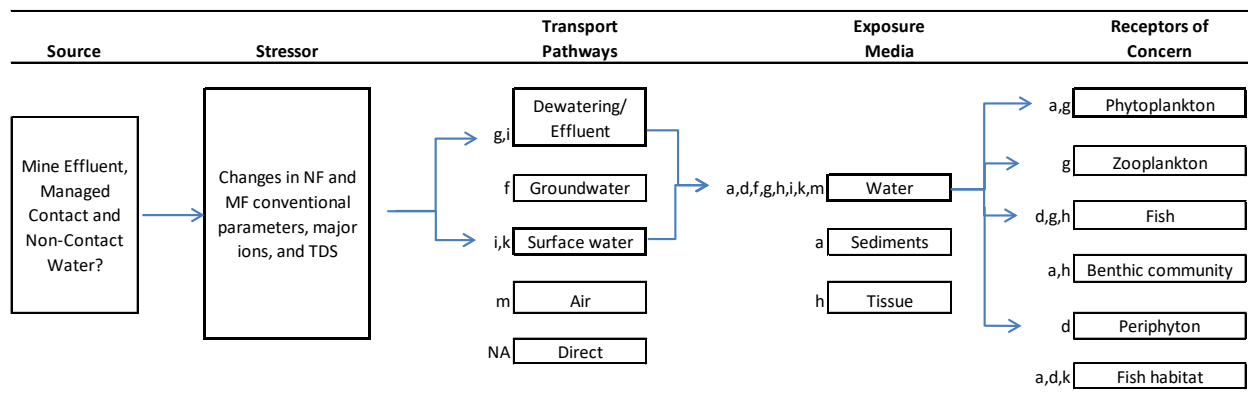 Source
Stressor
Transport
Pathways
Exposure
Media
Receptors of
Concern
Mine Effluent,
Managed
Contact and
Non-Contact
Water?
Changes in NF and
MF conventional
parameters, major
ions, and TDS
g,i
Dewatering/
Effluent
f Groundwater
i,k Surface water
m Air
NA Direct
a,d,f,g,h,i,k,m Water
a Sediments
h Tissue
a,g Phytoplankton
g Zooplankton
d,g,h Fish
a,h Benthic community
d Periphyton
a,d,k Fish habitat